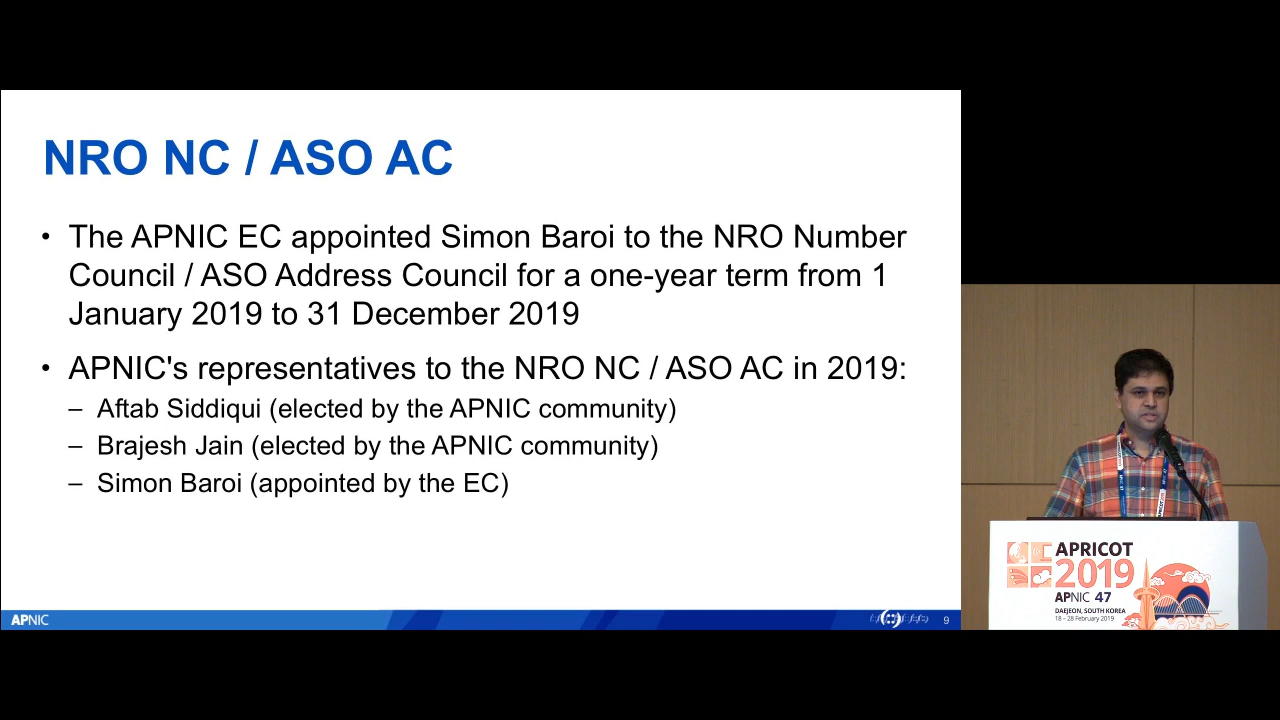 NRO NC / ASO AC
• The APNIC EC appointed Simon Baroi to the NRO Number
Council / ASO Address Council for a one-year term from 1
January 2019 to 31 December 2019
• APNIC's representatives to the NRO NC / ASO AC in 2019:
– Aftab Siddiqui (elected by the APNIC community)
– Brajesh Jain (elected by the APNIC community)
– Simon Baroi (appointed by the EC)
APNIC
9
APRICOT
2019
APNIC 47
DAEJEON, SOUTH KOREA
18 – 28 February 2019